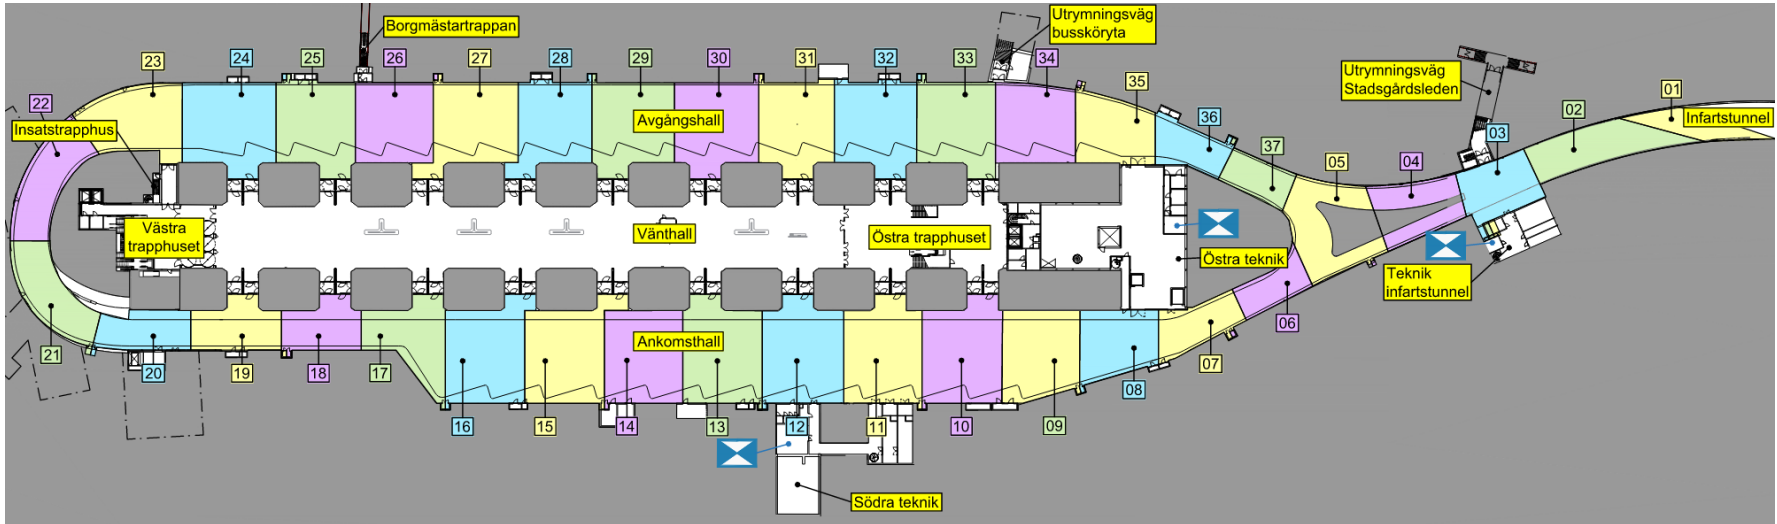 Borgmästartrappan
Utrymningsväg
bussköryta
23
24
25
26
27
28
29
30
31
32
33
34
35
Utrymningsväg
Stadsgårdsleden
01
02
Infartstunnel
22
Insatstrapphus
Avgångshall
36
03
37
05
04
Västra
trapphuset
Vänthall
Östra trapphuset
Östra teknik
Teknik
infartstunnel
06
Ankomsthall
21
20
19
18
17
07
08
16
15
14
13
12
11
10
09
Södra teknik